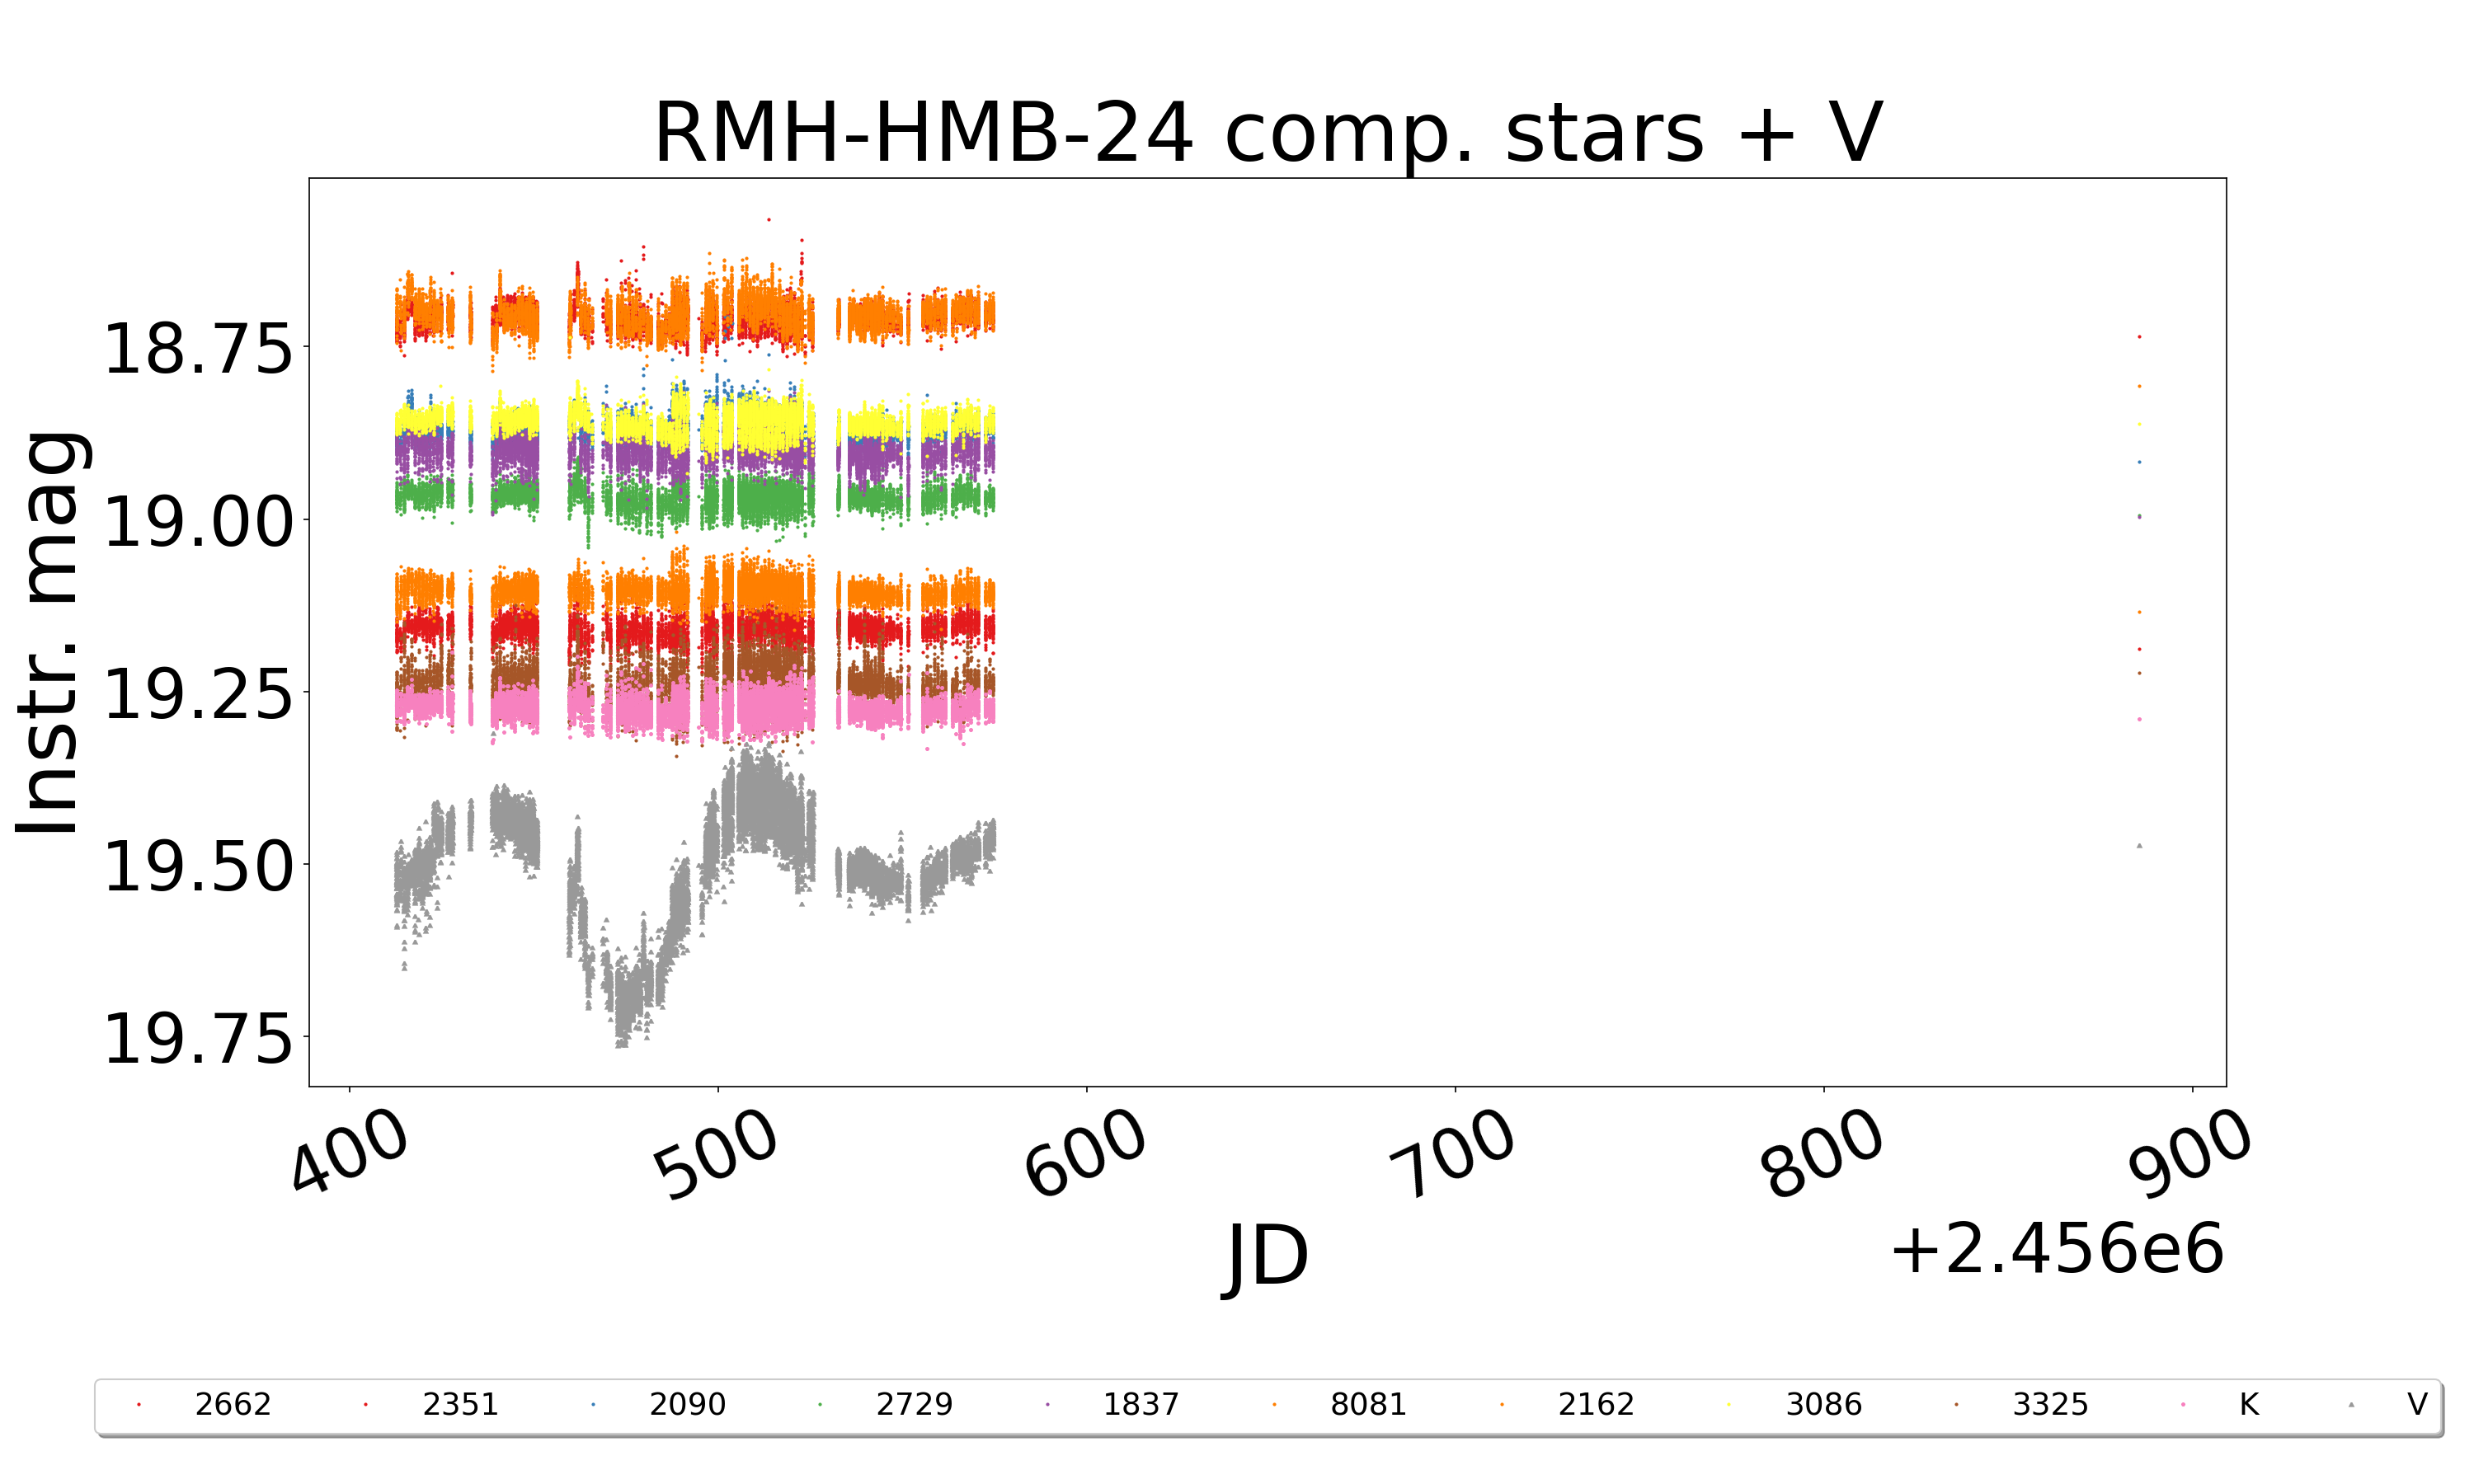 RMH-HMB-24 comp. stars + V
Instr. mag
18.75
19.00
19.25
19.50
19.75
400 500 600 700 800 900
JD
+2.456e6
2662 2351 2090 2729 1837 8081 2162 3086 3325 K V